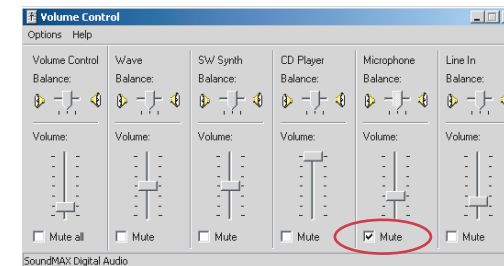 Volume Control
Options Help
Volume Control Wave SW Synth CD Player Microphone Line In
Balance: Balance: Balance: Balance: Balance: Balance:
Volume: Volume: Volume: Volume: Volume: Volume:
Mute all Mute Mute Mute Mute Mute
SoundMAX Digital Audio